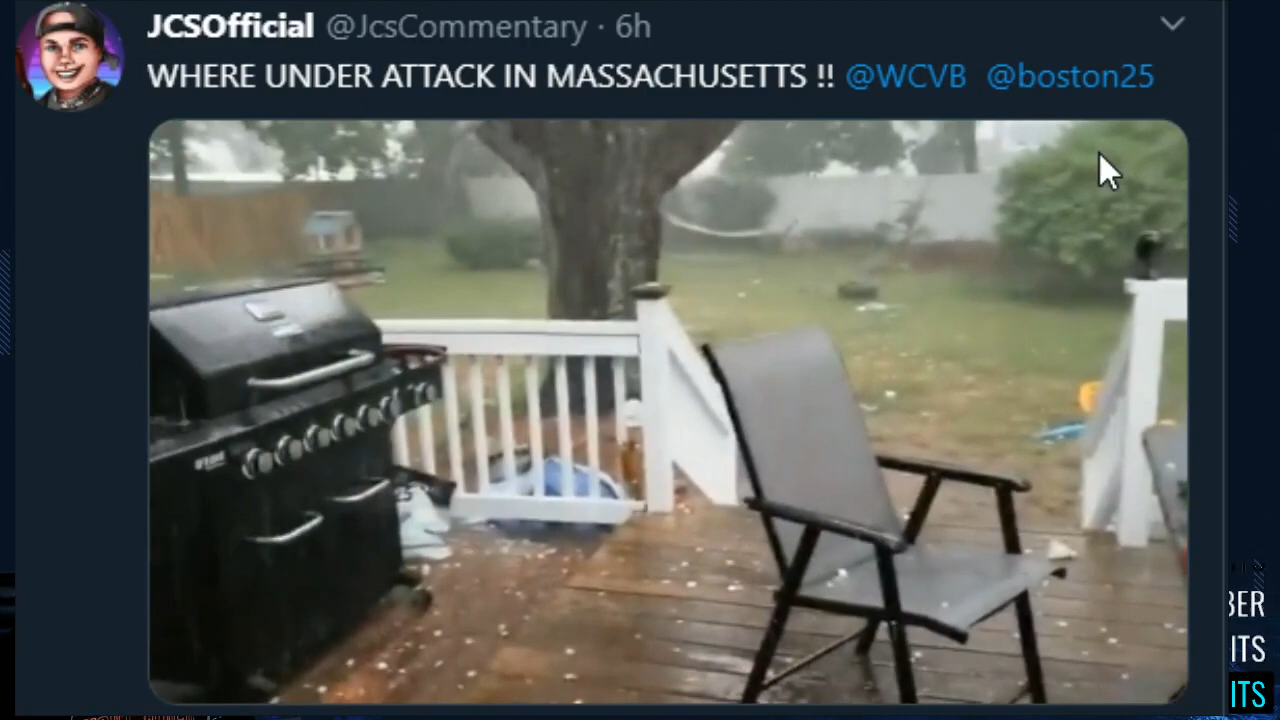 JCSOfficial @JcsCommentary · 6h
WHERE UNDER ATTACK IN MASSACHUSETTS !! @WCVB @boston25
BER
ITS
ITS